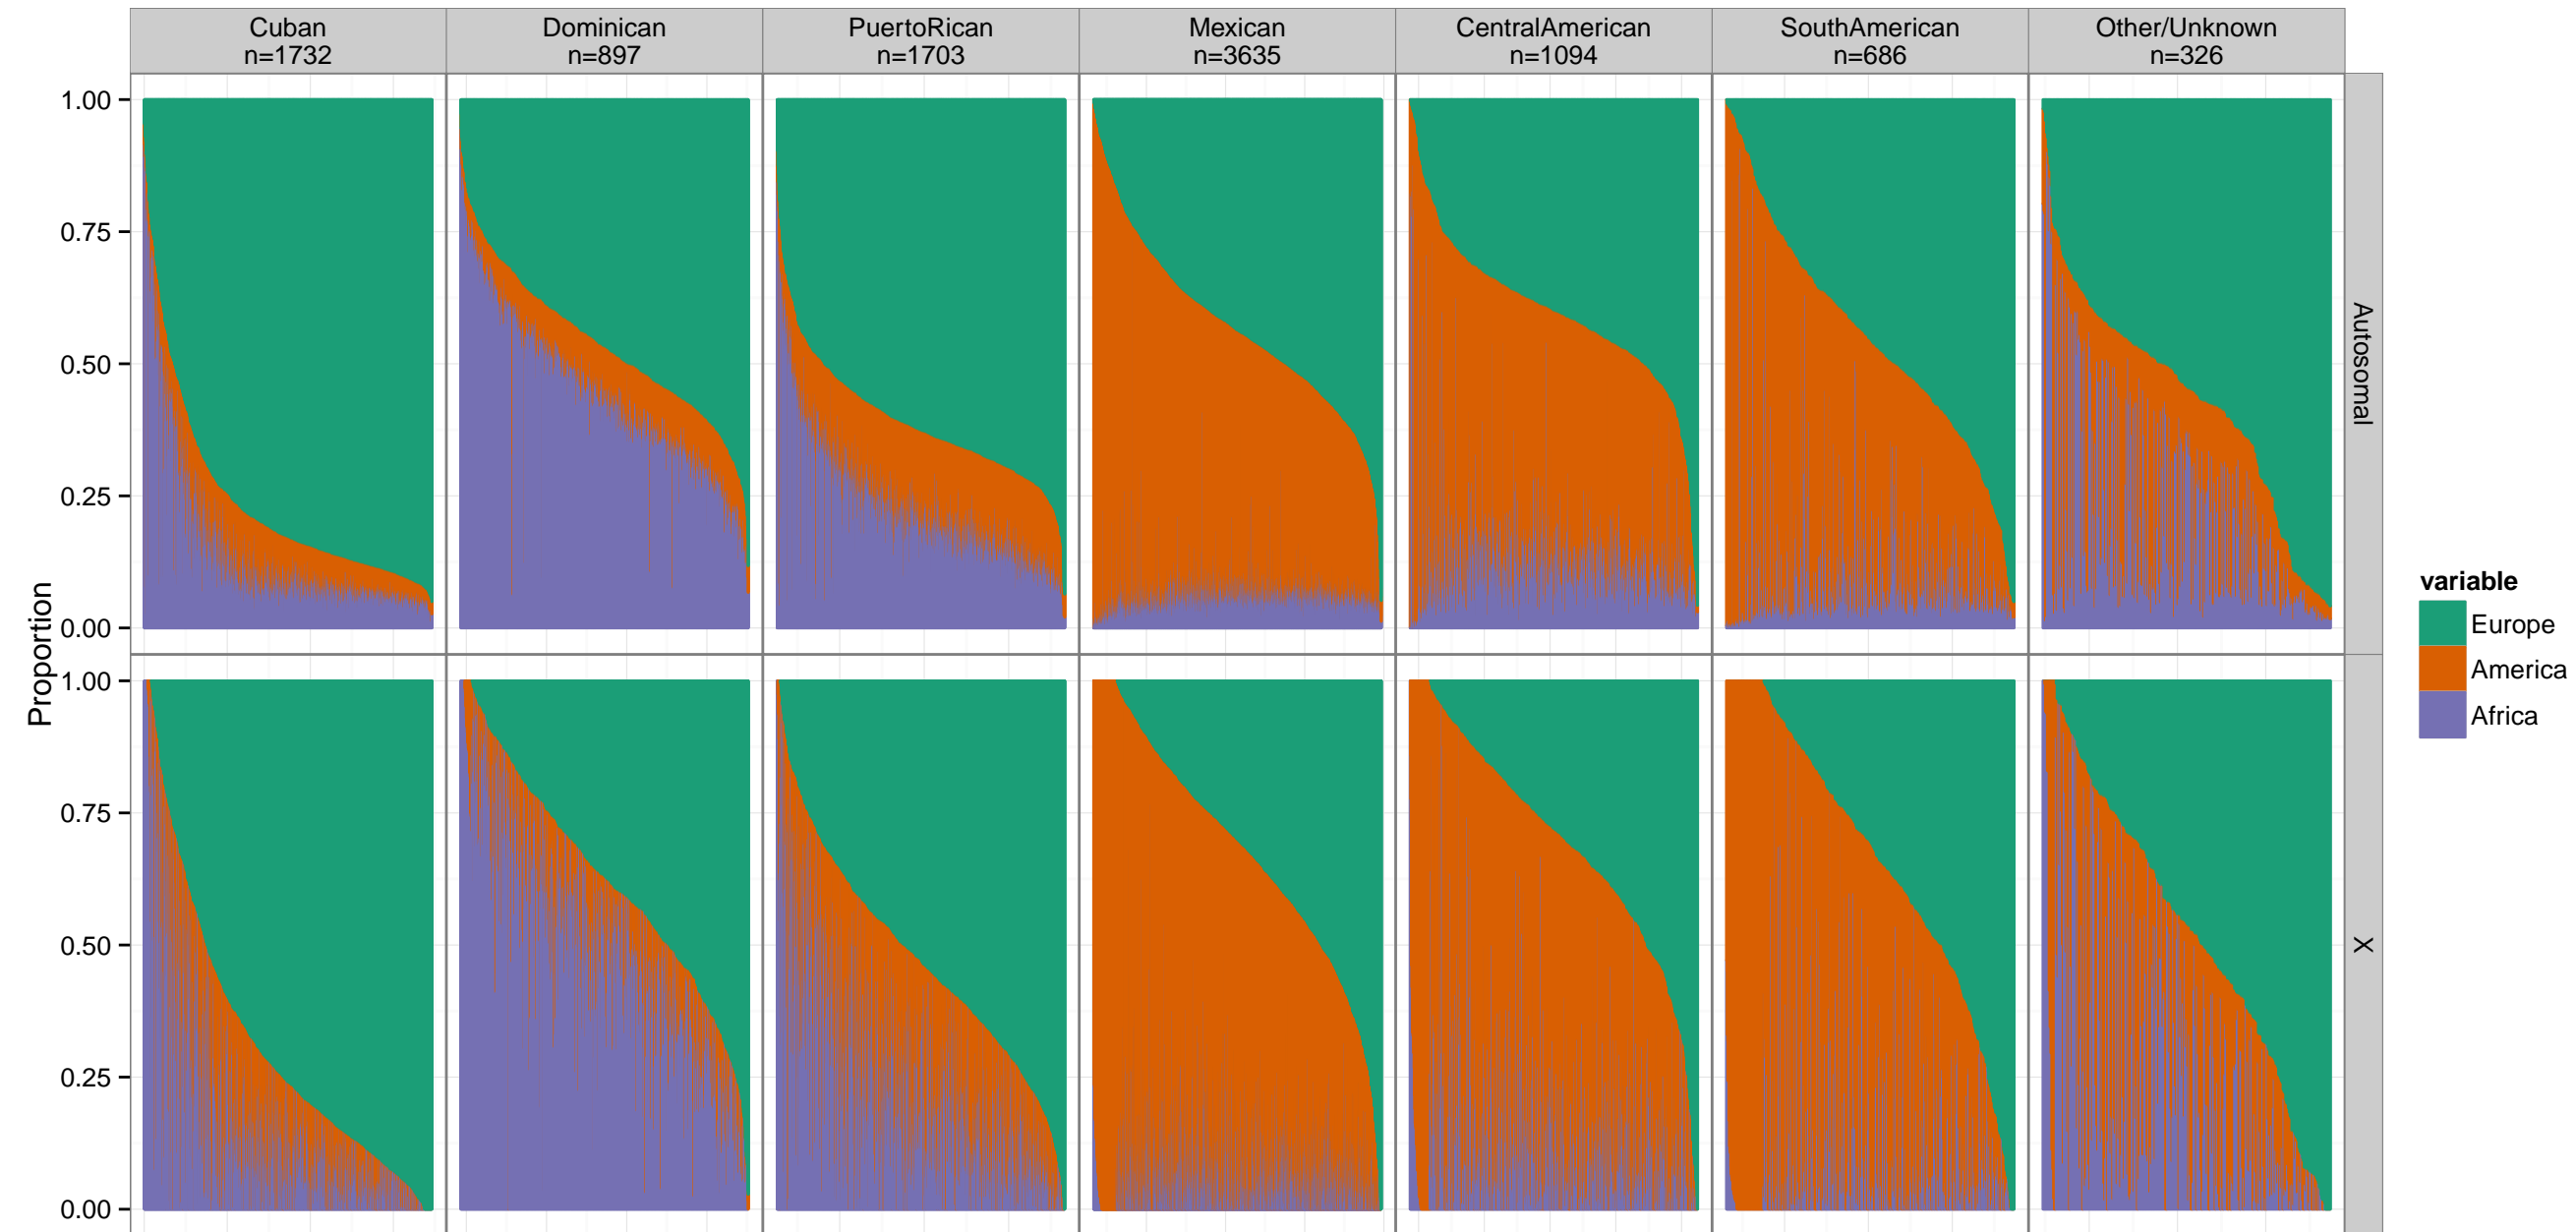 Cuban
n=1732
Dominican
n=897
PuertoRican
n=1703
Mexican
n=3635
CentralAmerican
n=1094
SouthAmerican
n=686
Other/Unknown
n=326
1.00
0.75
0.50
0.25
0.00
Autosomal
Proportion
1.00
0.75
0.50
0.25
0.00
X
variable
Europe
America
Africa